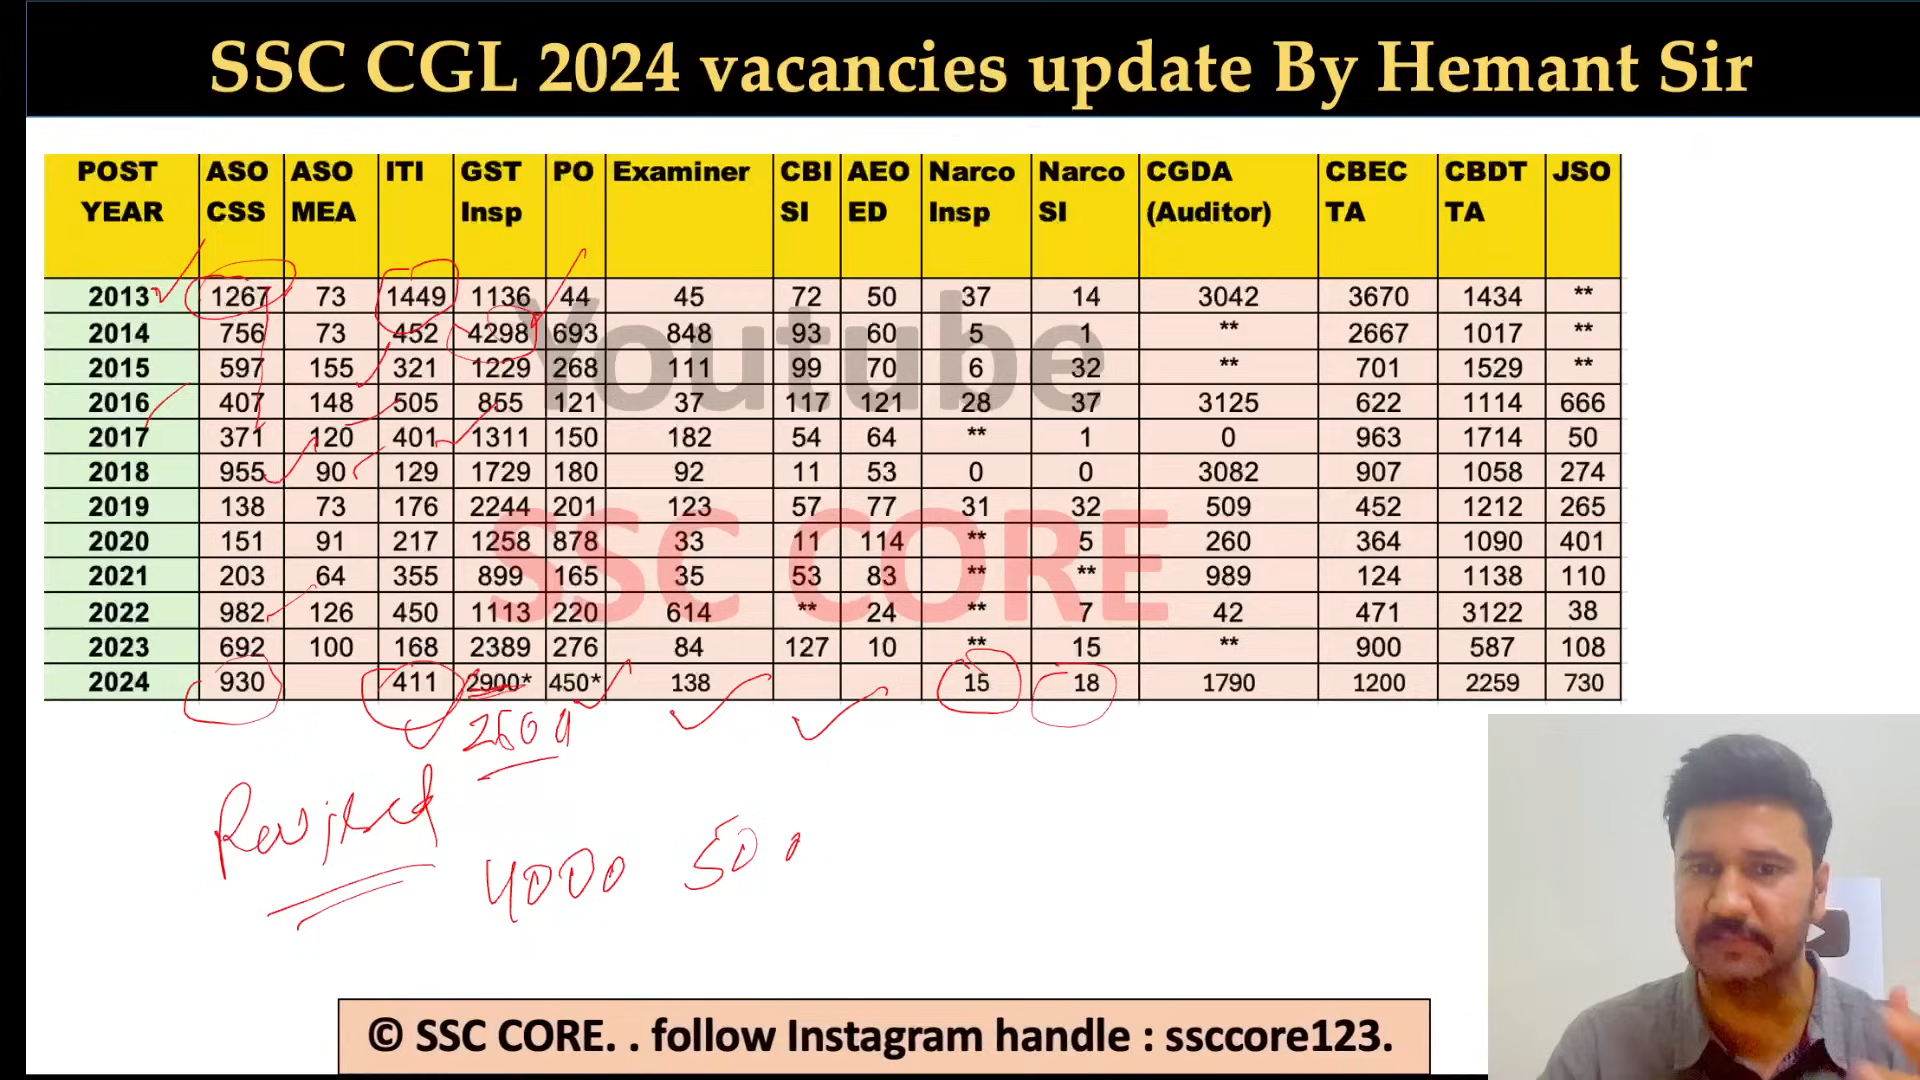 SSC CGL 2024 vacancies update By Hemant Sir
POST YEAR ASO CSS ASO MEA ITI GST Insp PO Examiner CBI SI AEO ED Narco Insp Narco SI CGDA (Auditor) CBEC TA CBDT TA JSO
2013 1267 73 1449 1136 44 45 72 50 37 14 3042 3670 1434 **
2014 756 73 452 4298 693 848 93 60 5 1 ** 2667 1017 **
2015 597 155 321 1229 268 111 99 70 6 32 ** 701 1529 **
2016 407 148 505 855 121 37 117 121 28 37 3125 622 1114 666
2017 371 120 401 1311 150 182 54 64 ** 1 0 963 1714 50
2018 955 90 129 1729 180 92 11 53 0 0 3082 907 1058 274
2019 138 73 176 2244 201 123 57 77 31 32 509 452 1212 265
2020 151 91 217 1258 878 33 11 114 ** 5 260 364 1090 401
2021 203 64 355 899 165 35 53 83 ** ** 989 124 1138 110
2022 982 126 450 1113 220 614 ** 24 ** 7 42 471 3122 38
2023 692 100 168 2389 276 84 127 10 ** 15 ** 900 587 108
2024 930 411 2900* 450* 138 15 18 1790 1200 2259 730
Youtube
SSC CORE
Revised
4000 50
© SSC CORE. . follow Instagram handle : ssccore123.